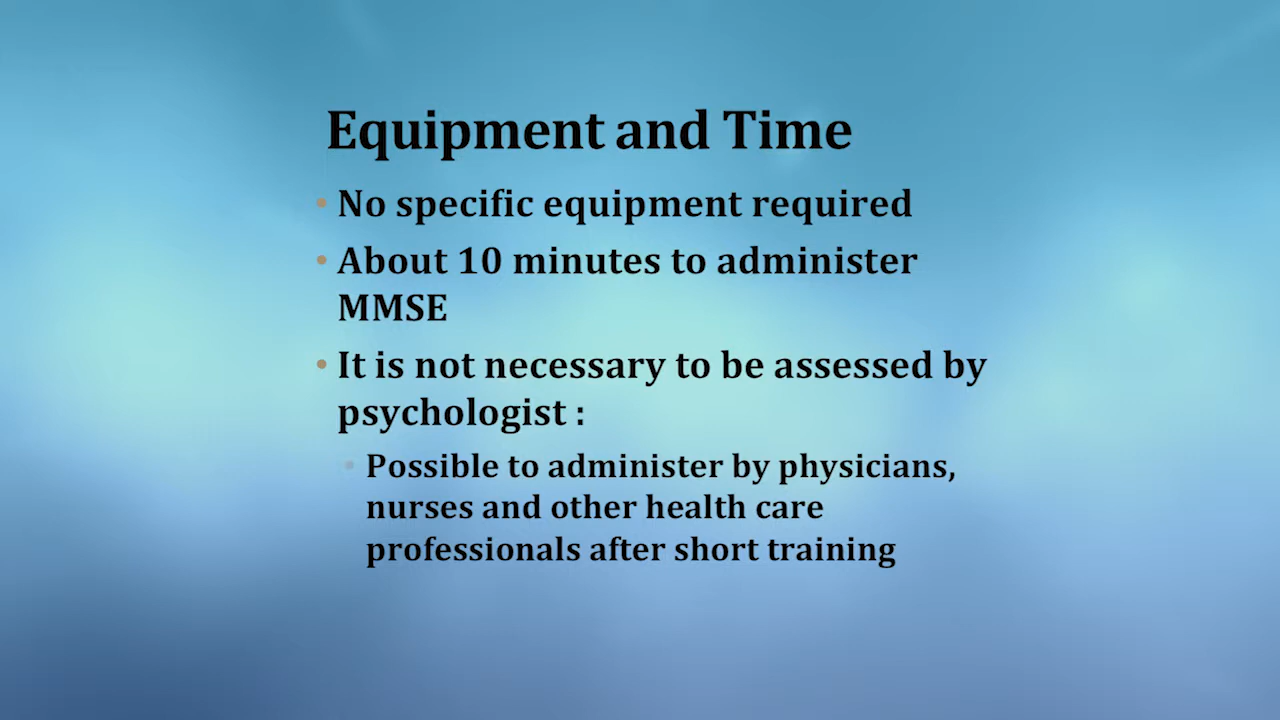 Equipment and Time
• No specific equipment required
• About 10 minutes to administer
MMSE
• It is not necessary to be assessed by
psychologist :
• Possible to administer by physicians,
nurses and other health care
professionals after short training